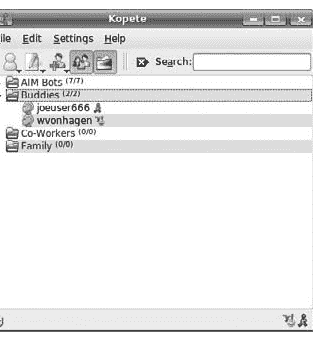 Kopete
ile Edit Settings Help
Search:
AIM Bots (7/7)
Buddies (2/2)
joeuser666
wvonhagen
Co-Workers (0/0)
Family (0/0)